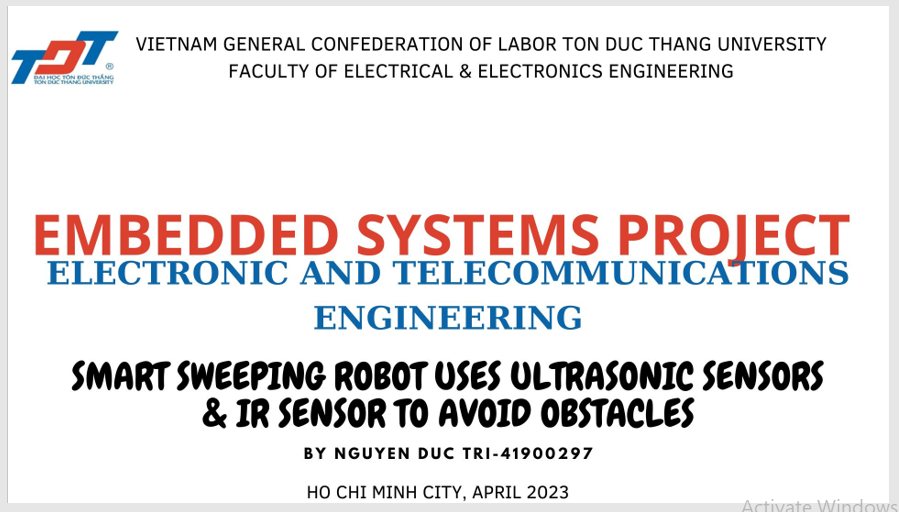 TDT
®
ĐẠI HỌC TÔN ĐỨC THẮNG
TON DUC THANG UNIVERSITY
VIETNAM GENERAL CONFEDERATION OF LABOR TON DUC THANG UNIVERSITY
FACULTY OF ELECTRICAL & ELECTRONICS ENGINEERING
EMBEDDED SYSTEMS PROJECT
ELECTRONIC AND TELECOMMUNICATIONS
ENGINEERING
SMART SWEEPING ROBOT USES ULTRASONIC SENSORS
& IR SENSOR TO AVOID OBSTACLES
BY NGUYEN DUC TRI-41900297
HO CHI MINH CITY, APRIL 2023
Activate Windows